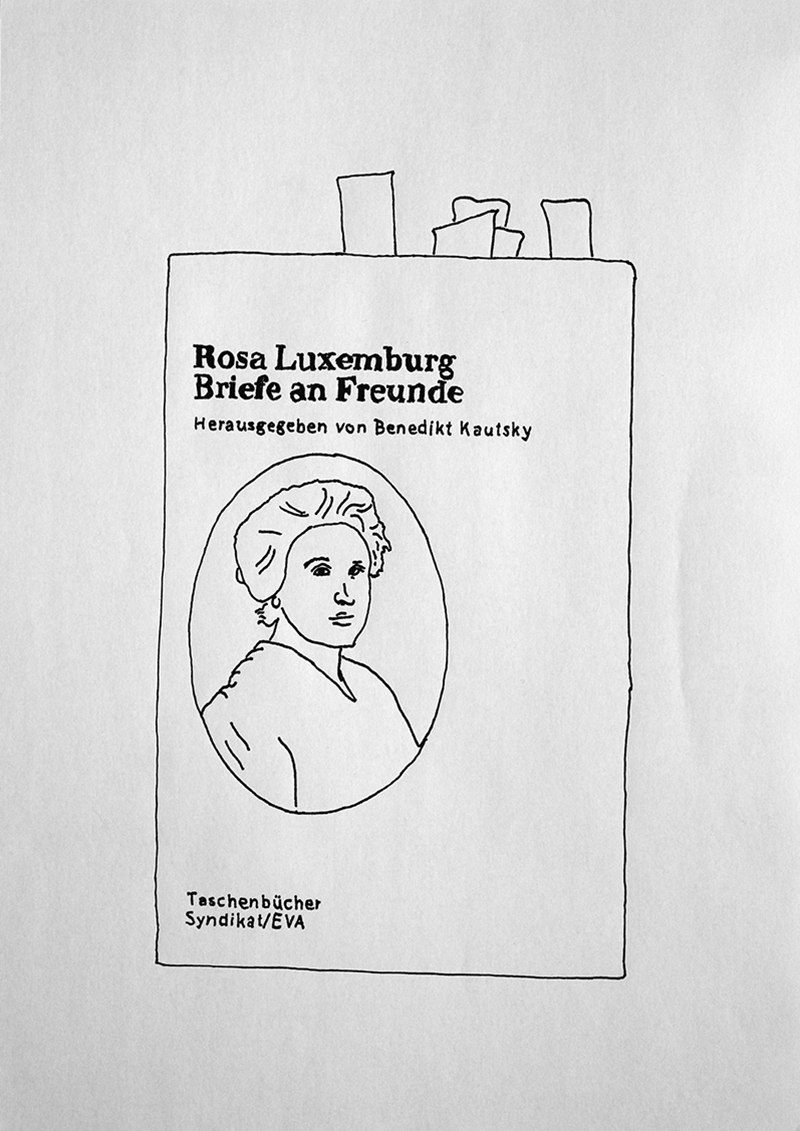 Rosa Luxemburg
Briefe an Freunde
Herausgegeben von Benedikt Kautsky
Taschenbücher
Syndikat/EVA